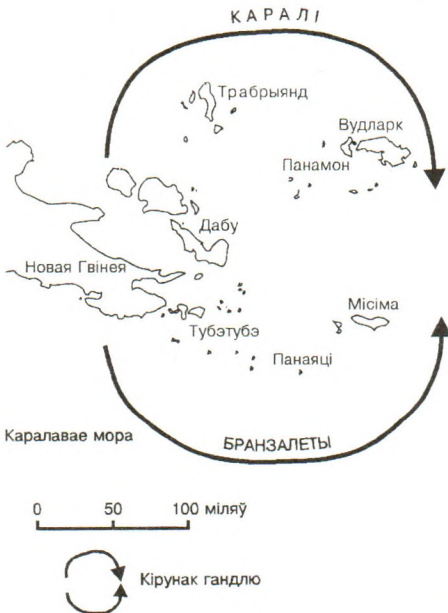 КАРАЛІ
Трабрыянд
Вудларк
Панамон
Дабу
Новая Гвінея
Місіма
Тубэтубэ
Панаяці
Каралавае мора
БРАНЗАЛЕТЫ
0 50 100 міляў
Кірунак гандлю